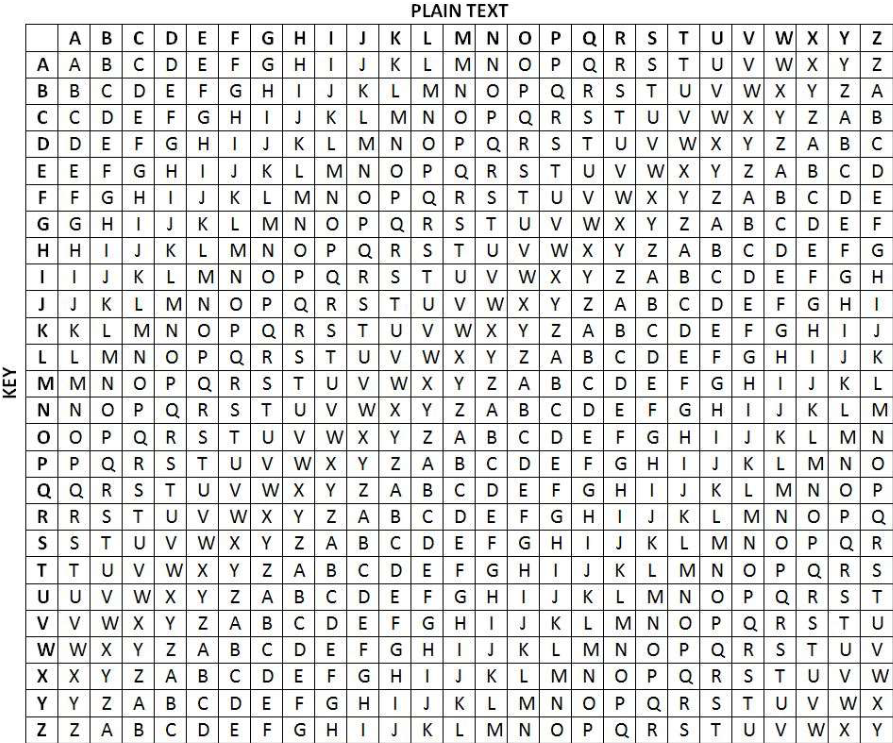 PLAIN TEXT
A B C D E F G H I J K L M N O P Q R S T U V W X Y Z
A A B C D E F G H I J K L M N O P Q R S T U V W X Y Z
B B C D E F G H I J K L M N O P Q R S T U V W X Y Z A
C C D E F G H I J K L M N O P Q R S T U V W X Y Z A B
D D E F G H I J K L M N O P Q R S T U V W X Y Z A B C
E E F G H I J K L M N O P Q R S T U V W X Y Z A B C D
F F G H I J K L M N O P Q R S T U V W X Y Z A B C D E
G G H I J K L M N O P Q R S T U V W X Y Z A B C D E F
H H I J K L M N O P Q R S T U V W X Y Z A B C D E F G
I I J K L M N O P Q R S T U V W X Y Z A B C D E F G H
J J K L M N O P Q R S T U V W X Y Z A B C D E F G H I
K K L M N O P Q R S T U V W X Y Z A B C D E F G H I J
L L M N O P Q R S T U V W X Y Z A B C D E F G H I J K
M M N O P Q R S T U V W X Y Z A B C D E F G H I J K L
N N O P Q R S T U V W X Y Z A B C D E F G H I J K L M
O O P Q R S T U V W X Y Z A B C D E F G H I J K L M N
P P Q R S T U V W X Y Z A B C D E F G H I J K L M N O
Q Q R S T U V W X Y Z A B C D E F G H I J K L M N O P
R R S T U V W X Y Z A B C D E F G H I J K L M N O P Q
S S T U V W X Y Z A B C D E F G H I J K L M N O P Q R
T T U V W X Y Z A B C D E F G H I J K L M N O P Q R S
U U V W X Y Z A B C D E F G H I J K L M N O P Q R S T
V V W X Y Z A B C D E F G H I J K L M N O P Q R S T U
W W X Y Z A B C D E F G H I J K L M N O P Q R S T U V
X X Y Z A B C D E F G H I J K L M N O P Q R S T U V W
Y Y Z A B C D E F G H I J K L M N O P Q R S T U V W X
Z Z A B C D E F G H I J K L M N O P Q R S T U V W X Y
KEY